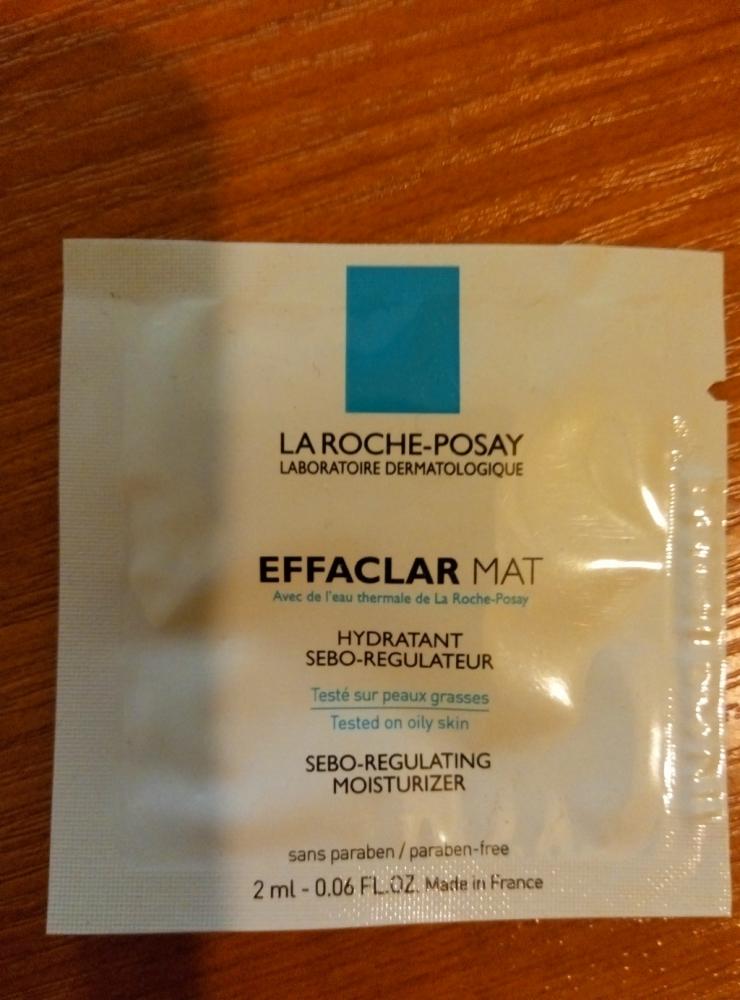 LA ROCHE-POSAY
LABORATOIRE DERMATOLOGIQUE
EFFACLAR MAT
Avec de l'eau thermale de La Roche-Posay
HYDRATANT
SEBO-REGULATEUR
Testé sur peaux grasses
Tested on oily skin
SEBO-REGULATING
MOISTURIZER
sans paraben / paraben-free
2 ml - 0.06 FL.OZ. Made in France